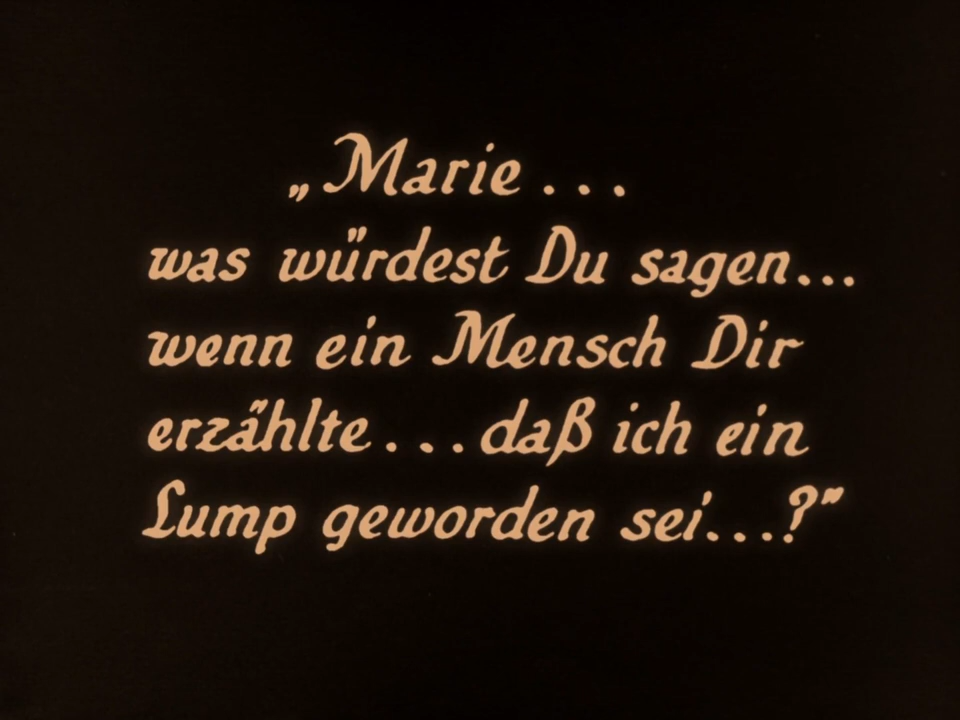 „Marie...
was würdest Du sagen...
wenn ein Mensch Dir
erzählte...daß ich ein
Lump geworden sei...?”